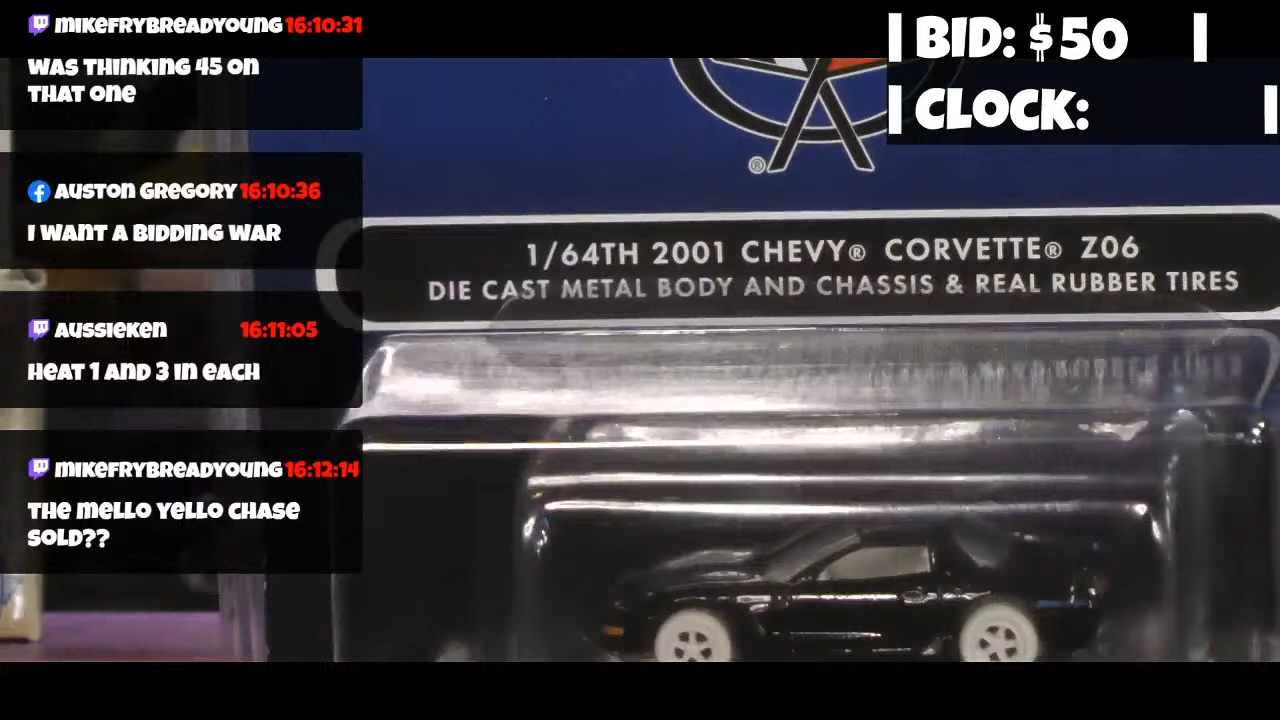 mikefrybreadyoung 16:10:31
was thinking 45 on
that one
Auston Gregory 16:10:36
I want a bidding war
Aussieken 16:11:05
Heat 1 and 3 in each
mikefrybreadyoung 16:12:14
The mello yello chase
sold??
| BID: $50 |
| CLOCK: |
®
1/64TH 2001 CHEVY® CORVETTE® Z06
DIE CAST METAL BODY AND CHASSIS & REAL RUBBER TIRES